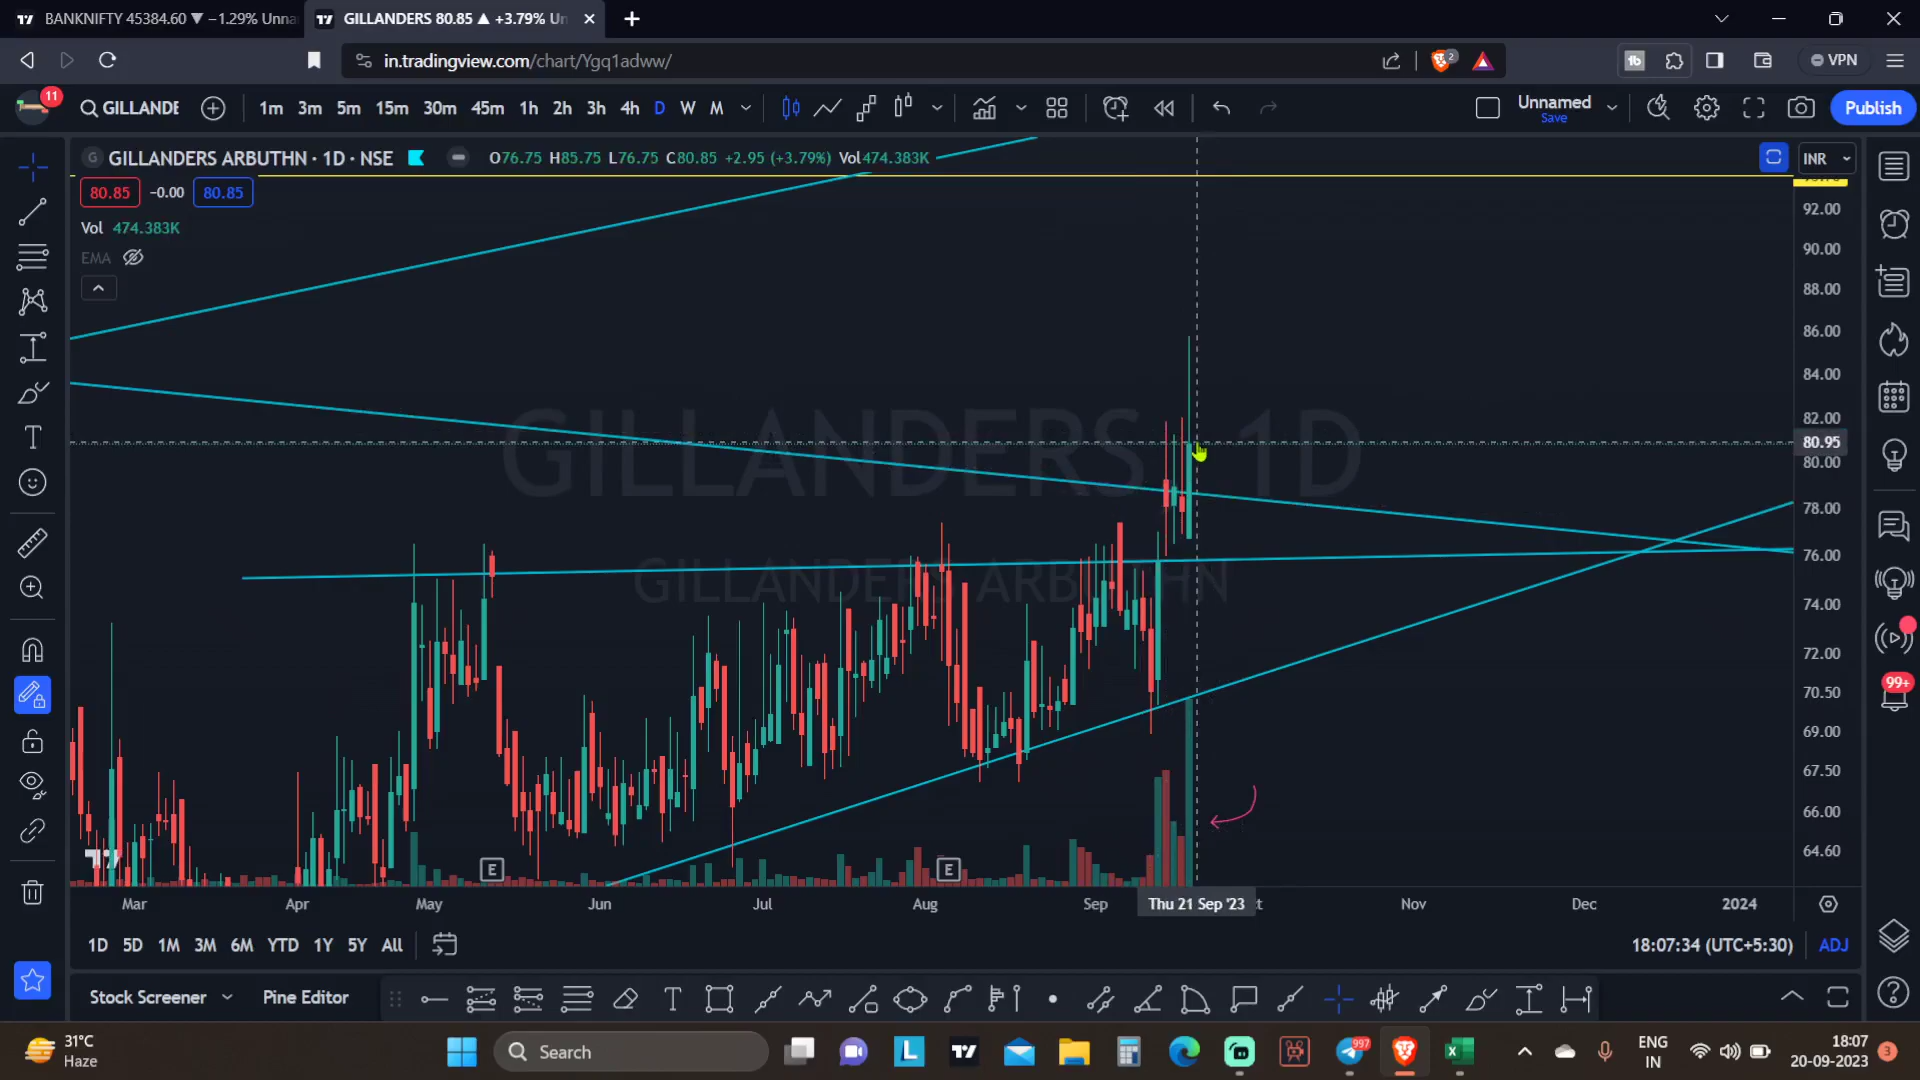 BANKNIFTY 45384.60 ▼ −1.29% Unna
GILLANDERS 80.85 ▲ +3.79% Un
in.tradingview.com/chart/Ygq1adww/
2
VPN
11
GILLANDE
1m 3m 5m 15m 30m 45m 1h 2h 3h 4h D W M
Unnamed
Save
Publish
GILLANDERS ARBUTHN · 1D · NSE
O76.75 H85.75 L76.75 C80.85 +2.95 (+3.79%) Vol474.383K
INR
80.85 -0.00 80.85
Vol 474.383K
EMA
GILLANDERS, 1D
GILLANDERS ARBUTHN
92.00
90.00
88.00
86.00
84.00
82.00
80.95
80.00
78.00
76.00
74.00
72.00
70.50
69.00
67.50
66.00
64.60
99+
E
E
Mar Apr May Jun Jul Aug Sep Thu 21 Sep '23 Nov Dec 2024
1D 5D 1M 3M 6M YTD 1Y 5Y All
18:07:34 (UTC+5:30) ADJ
Stock Screener Pine Editor
31°C
Haze
Search
997
ENG
IN
18:07
20-09-2023
3